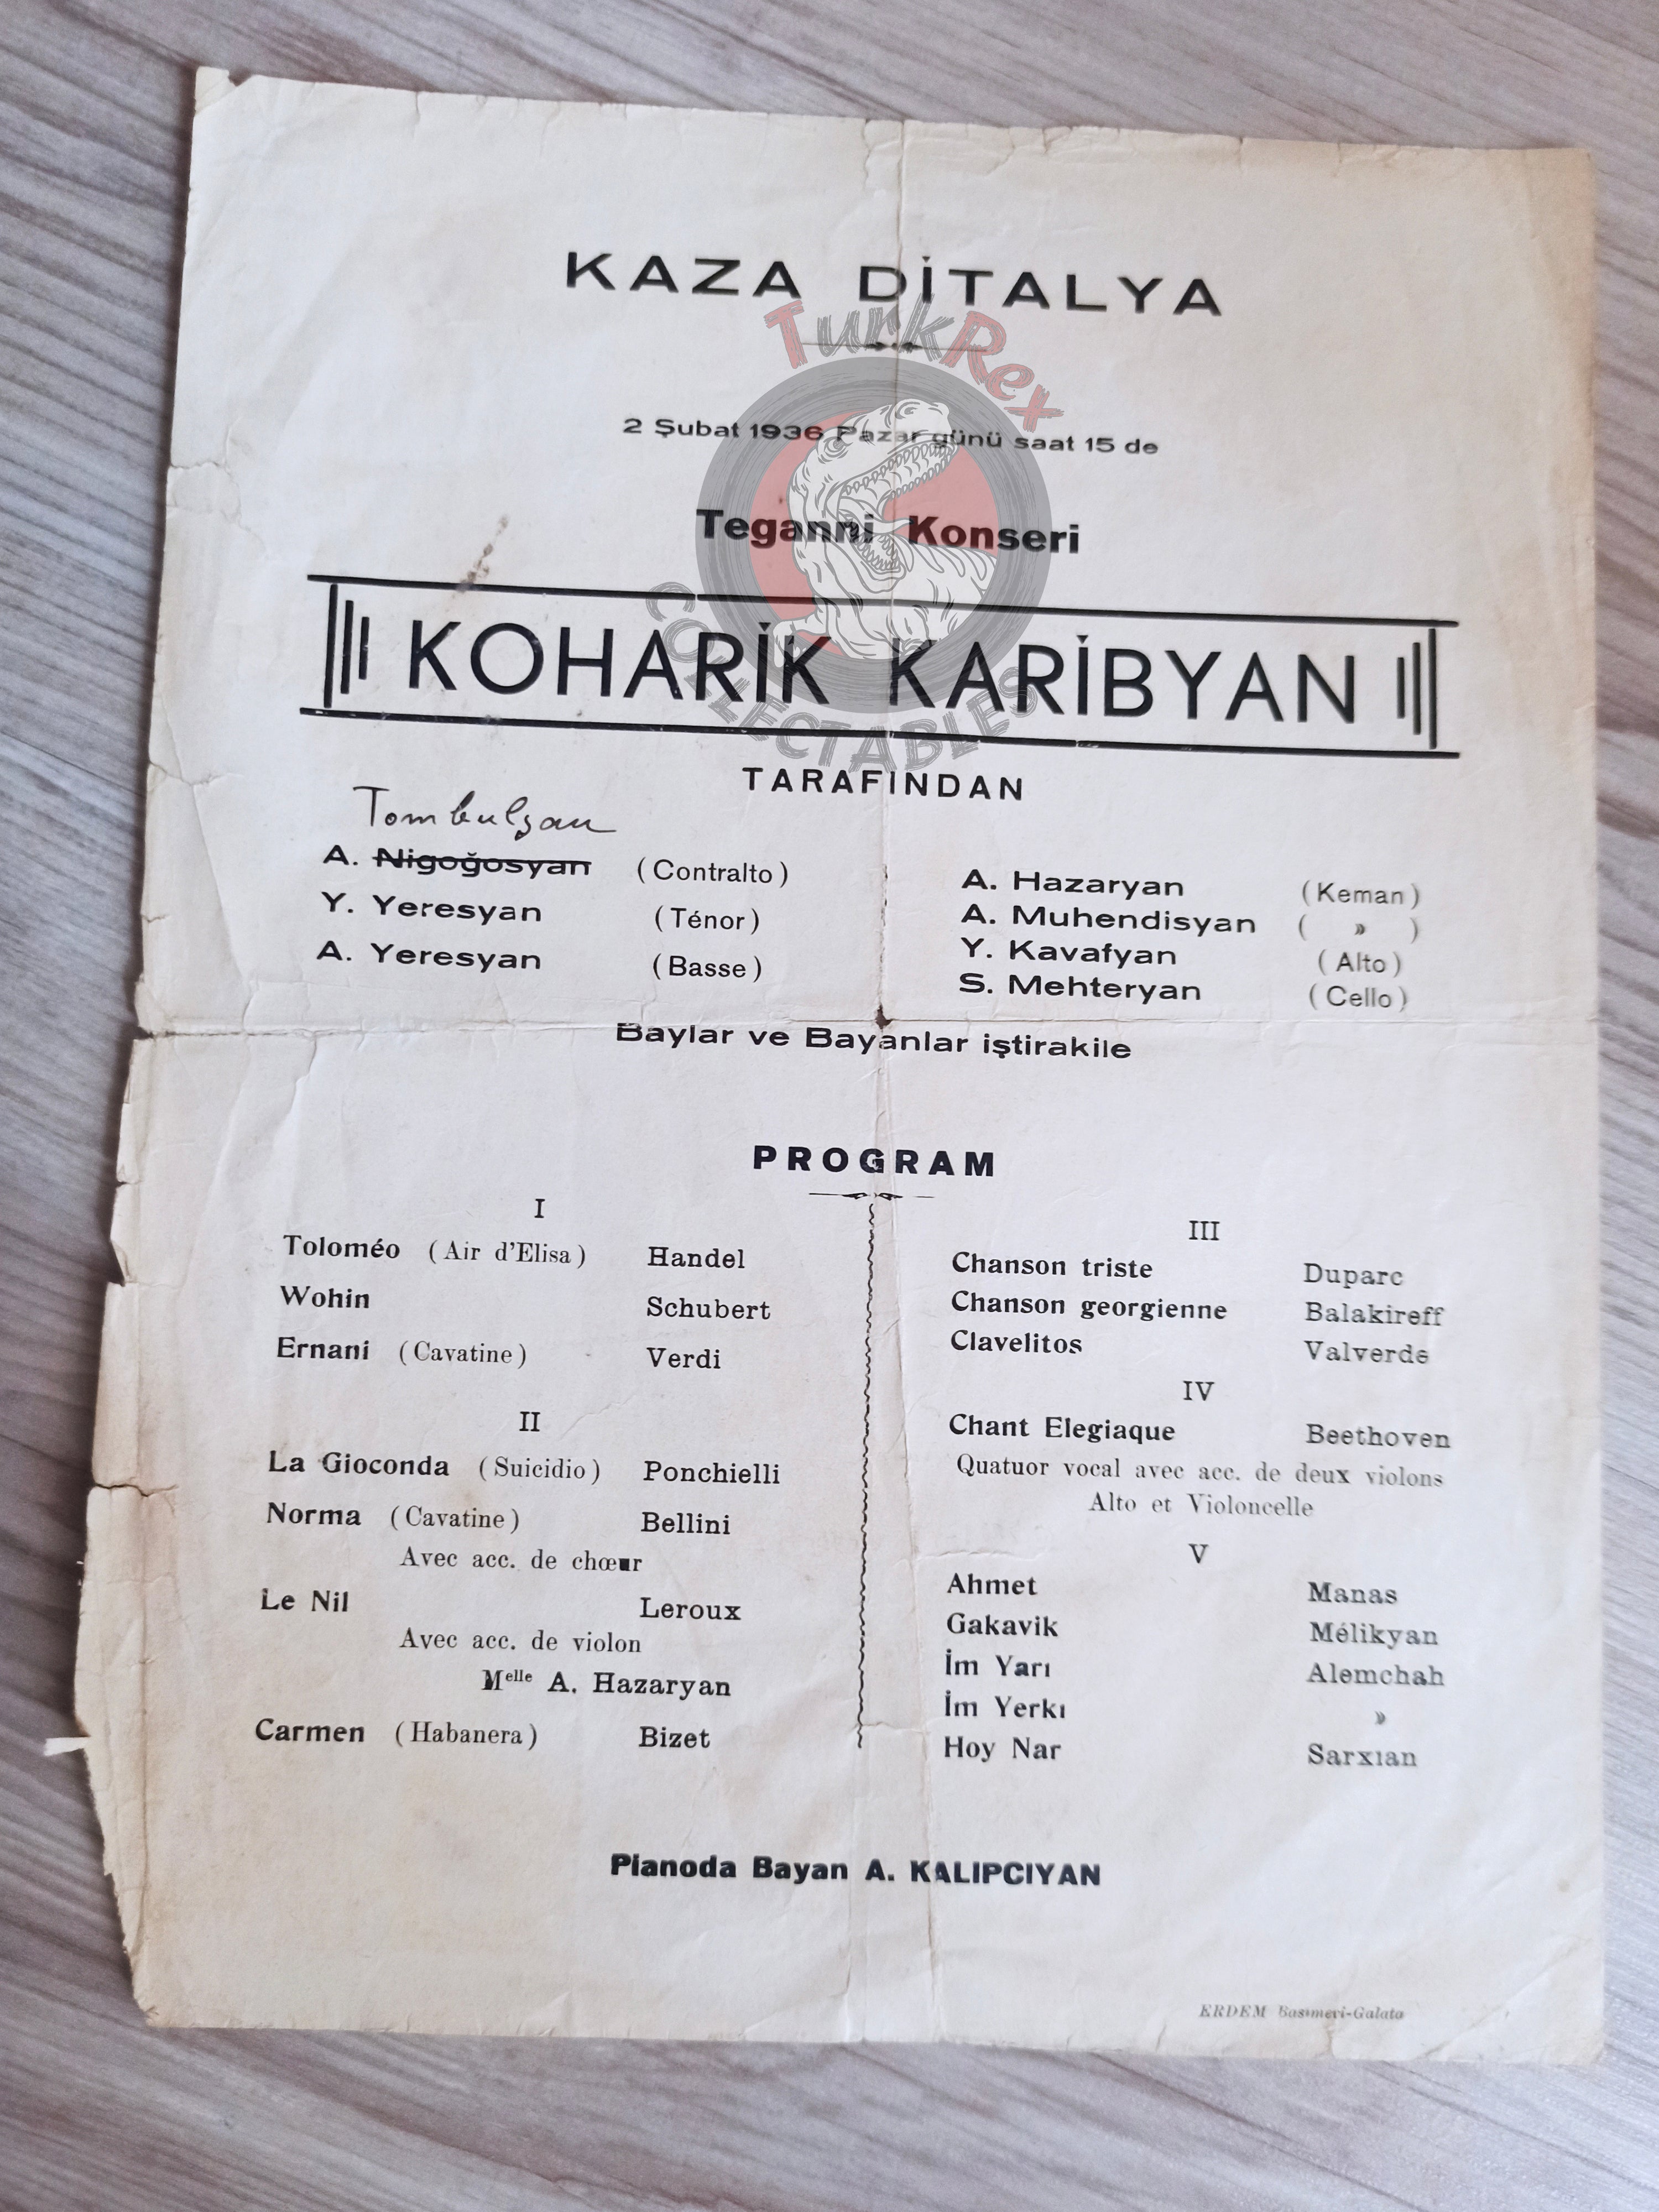 KAZA DİTALYA
TurkRex
COLLECTABLES
2 Şubat 1936 Pazar günü saat 15 de
Teganni Konseri
KOHARİK KARİBYAN
TARAFINDAN
A. Nigoğosyan (Contralto)
Y. Yeresyan (Ténor)
A. Yeresyan (Basse)
A. Hazaryan (Keman)
A. Muhendisyan ( » )
Y. Kavafyan (Alto)
S. Mehteryan (Cello)
Baylar ve Bayanlar iştirakile
PROGRAM
I
Toloméo (Air d'Elisa) Handel
Wohin Schubert
Ernani (Cavatine) Verdi
II
La Gioconda (Suicidio) Ponchielli
Norma (Cavatine) Bellini
Avec acc. de chœur
Le Nil Leroux
Avec acc. de violon
Melle A. Hazaryan
Carmen (Habanera) Bizet
III
Chanson triste Duparc
Chanson georgienne Balakireff
Clavelitos Valverde
IV
Chant Elegiaque Beethoven
Quatuor vocal avec acc. de deux violons
Alto et Violoncelle
V
Ahmet Manas
Gakavik Mélikyan
İm Yarı Alemchah
İm Yerkı »
Hoy Nar Sarxıan
Pianoda Bayan A. KALIPCIYAN
ERDEM Basımevi-Galata